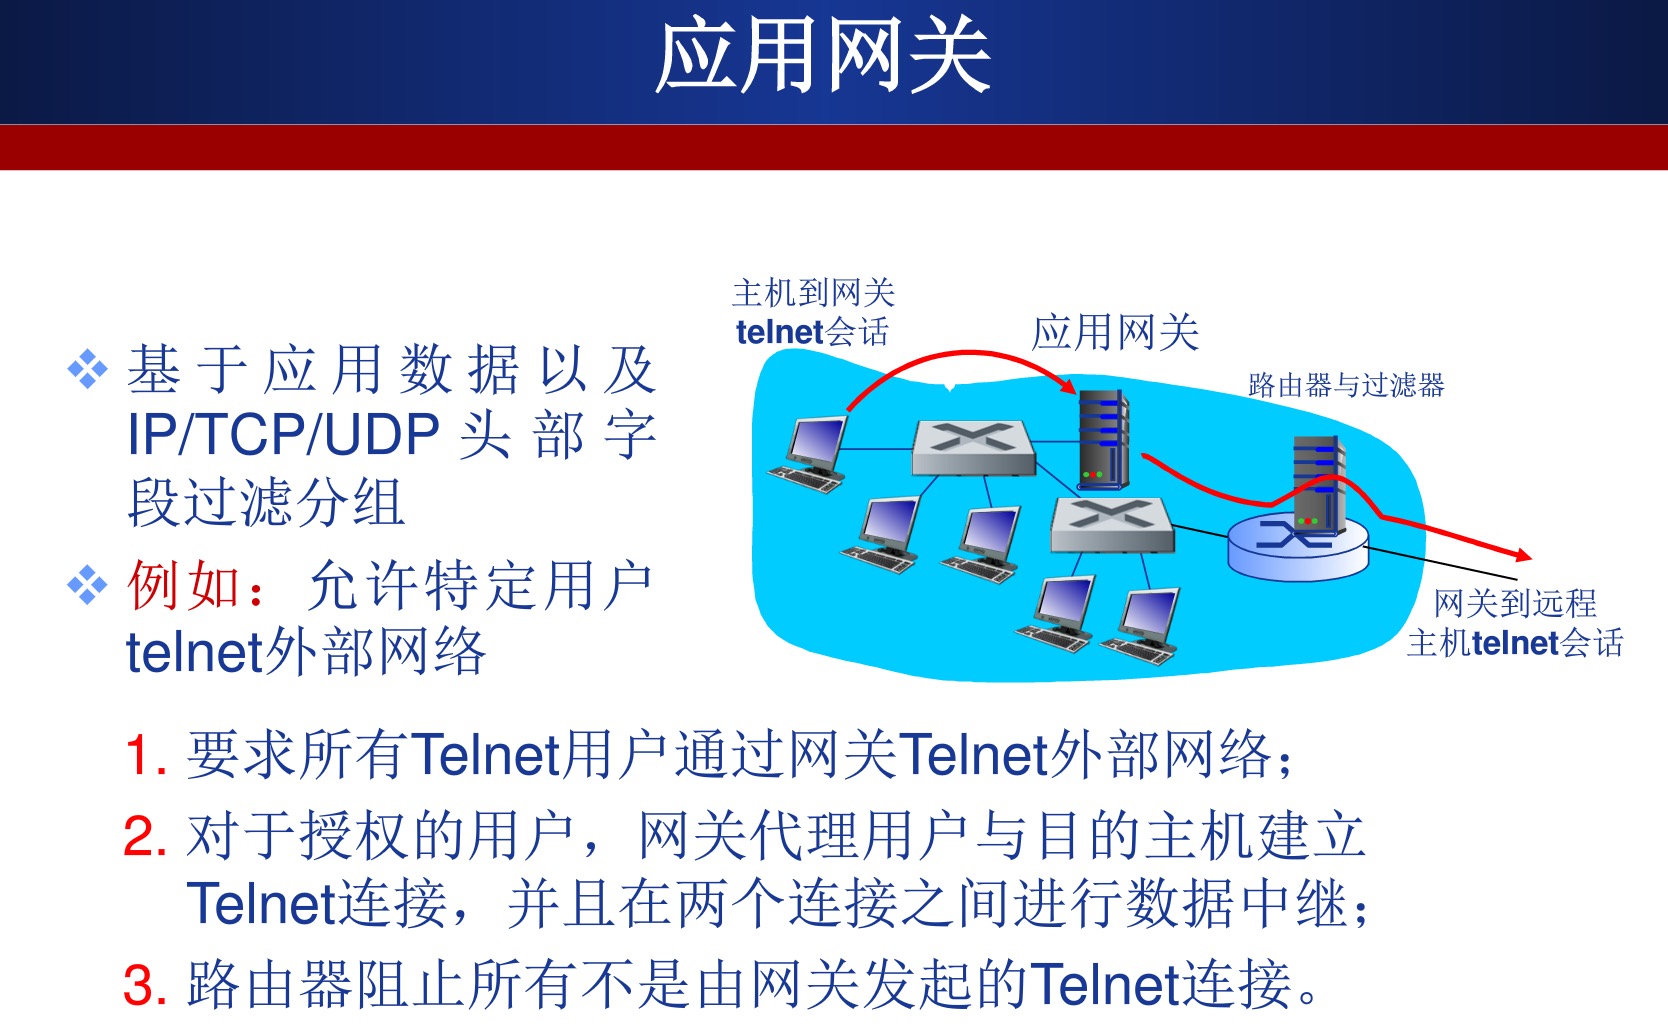 应用网关
主机到网关
telnet会话
应用网关
路由器与过滤器
网关到远程
主机telnet会话
基于应用数据以及
IP/TCP/UDP头部字
段过滤分组
例如：允许特定用户
telnet外部网络
1. 要求所有Telnet用户通过网关Telnet外部网络；
2. 对于授权的用户，网关代理用户与目的主机建立
Telnet连接，并且在两个连接之间进行数据中继；
3. 路由器阻止所有不是由网关发起的Telnet连接。